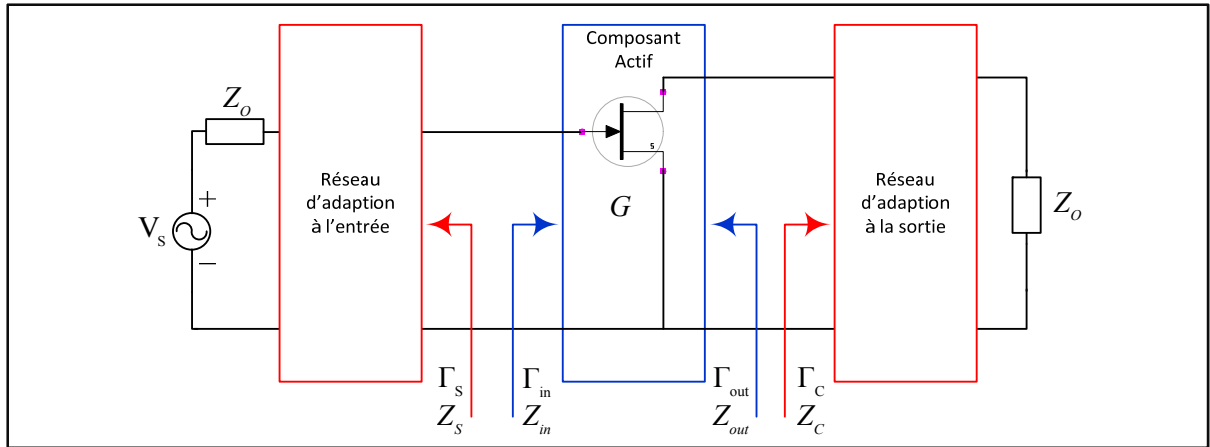 Composant
Actif
Z_O
Réseau
d'adaption
à l'entrée
V_S
+
−
S
G
Réseau
d'adaption
à la sortie
Z_O
Γ_S
Z_S
Γ_in
Z_in
Γ_out
Z_out
Γ_C
Z_C